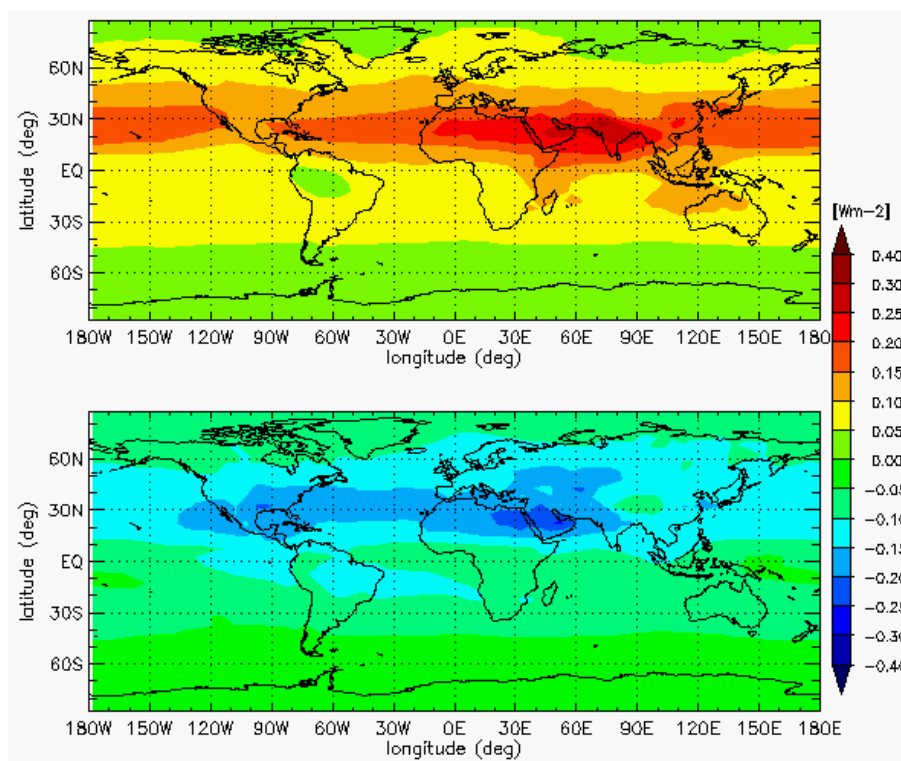 60N
30N
EQ
30S
60S
latitude (deg)
180W 150W 120W 90W 60W 30W 0E 30E 60E 90E 120E 150E 180
longitude (deg)
[Wm-2]
0.40
0.30
0.25
0.20
0.15
0.10
0.05
0.00
-0.05
-0.10
-0.15
-0.20
-0.25
-0.30
-0.40
60N
30N
EQ
30S
60S
latitude (deg)
180W 150W 120W 90W 60W 30W 0E 30E 60E 90E 120E 150E 180E
longitude (deg)